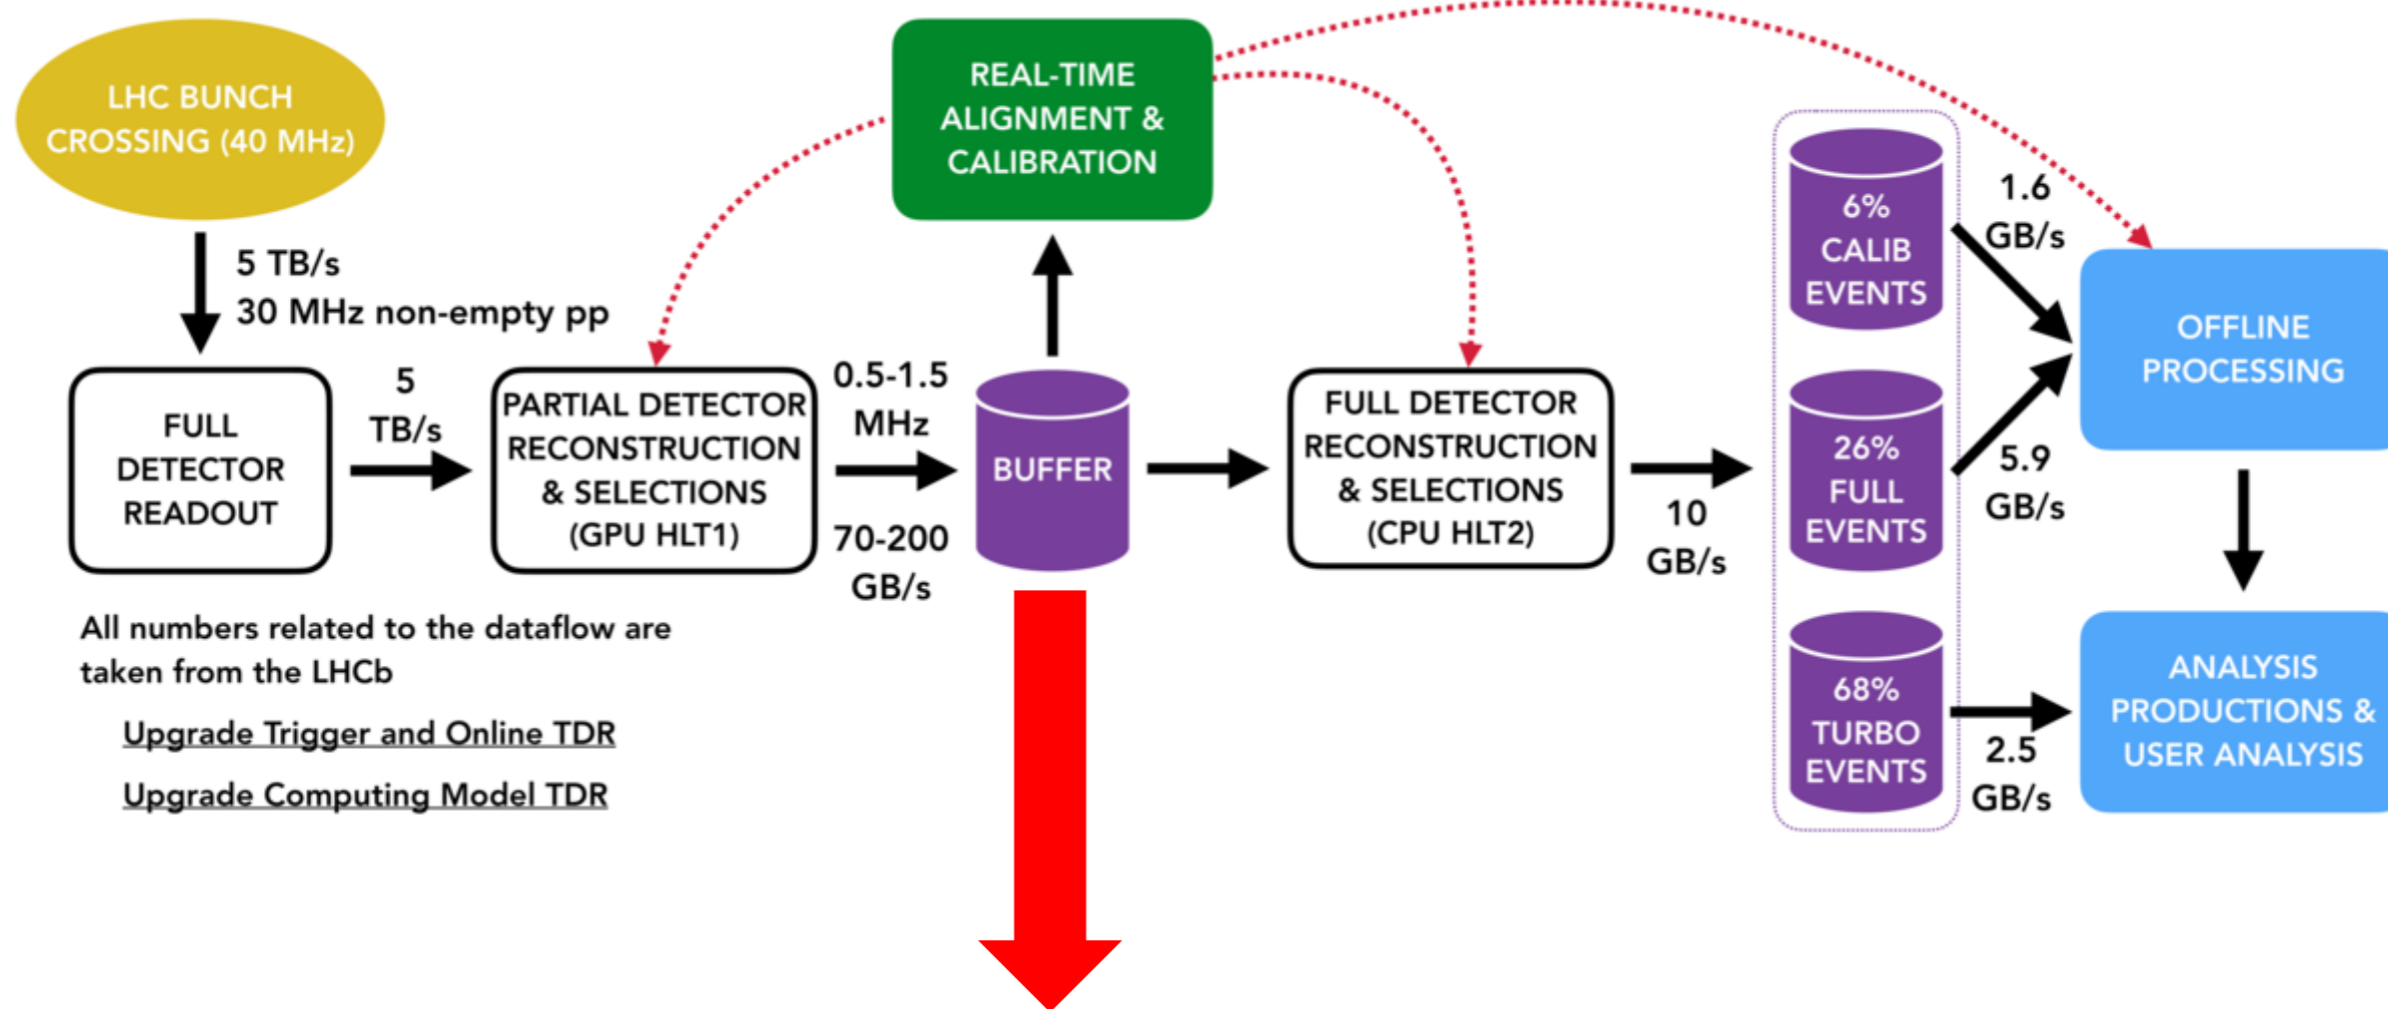 LHC BUNCH
CROSSING (40 MHz)
5 TB/s
30 MHz non-empty pp
FULL
DETECTOR
READOUT
5
TB/s
PARTIAL DETECTOR
RECONSTRUCTION
& SELECTIONS
(GPU HLT1)
0.5-1.5
MHz
70-200
GB/s
REAL-TIME
ALIGNMENT &
CALIBRATION
BUFFER
FULL DETECTOR
RECONSTRUCTION
& SELECTIONS
(CPU HLT2)
10
GB/s
6%
CALIB
EVENTS
1.6
GB/s
26%
FULL
EVENTS
5.9
GB/s
68%
TURBO
EVENTS
2.5
GB/s
OFFLINE
PROCESSING
ANALYSIS
PRODUCTIONS &
USER ANALYSIS
All numbers related to the dataflow are
taken from the LHCb
Upgrade Trigger and Online TDR
Upgrade Computing Model TDR